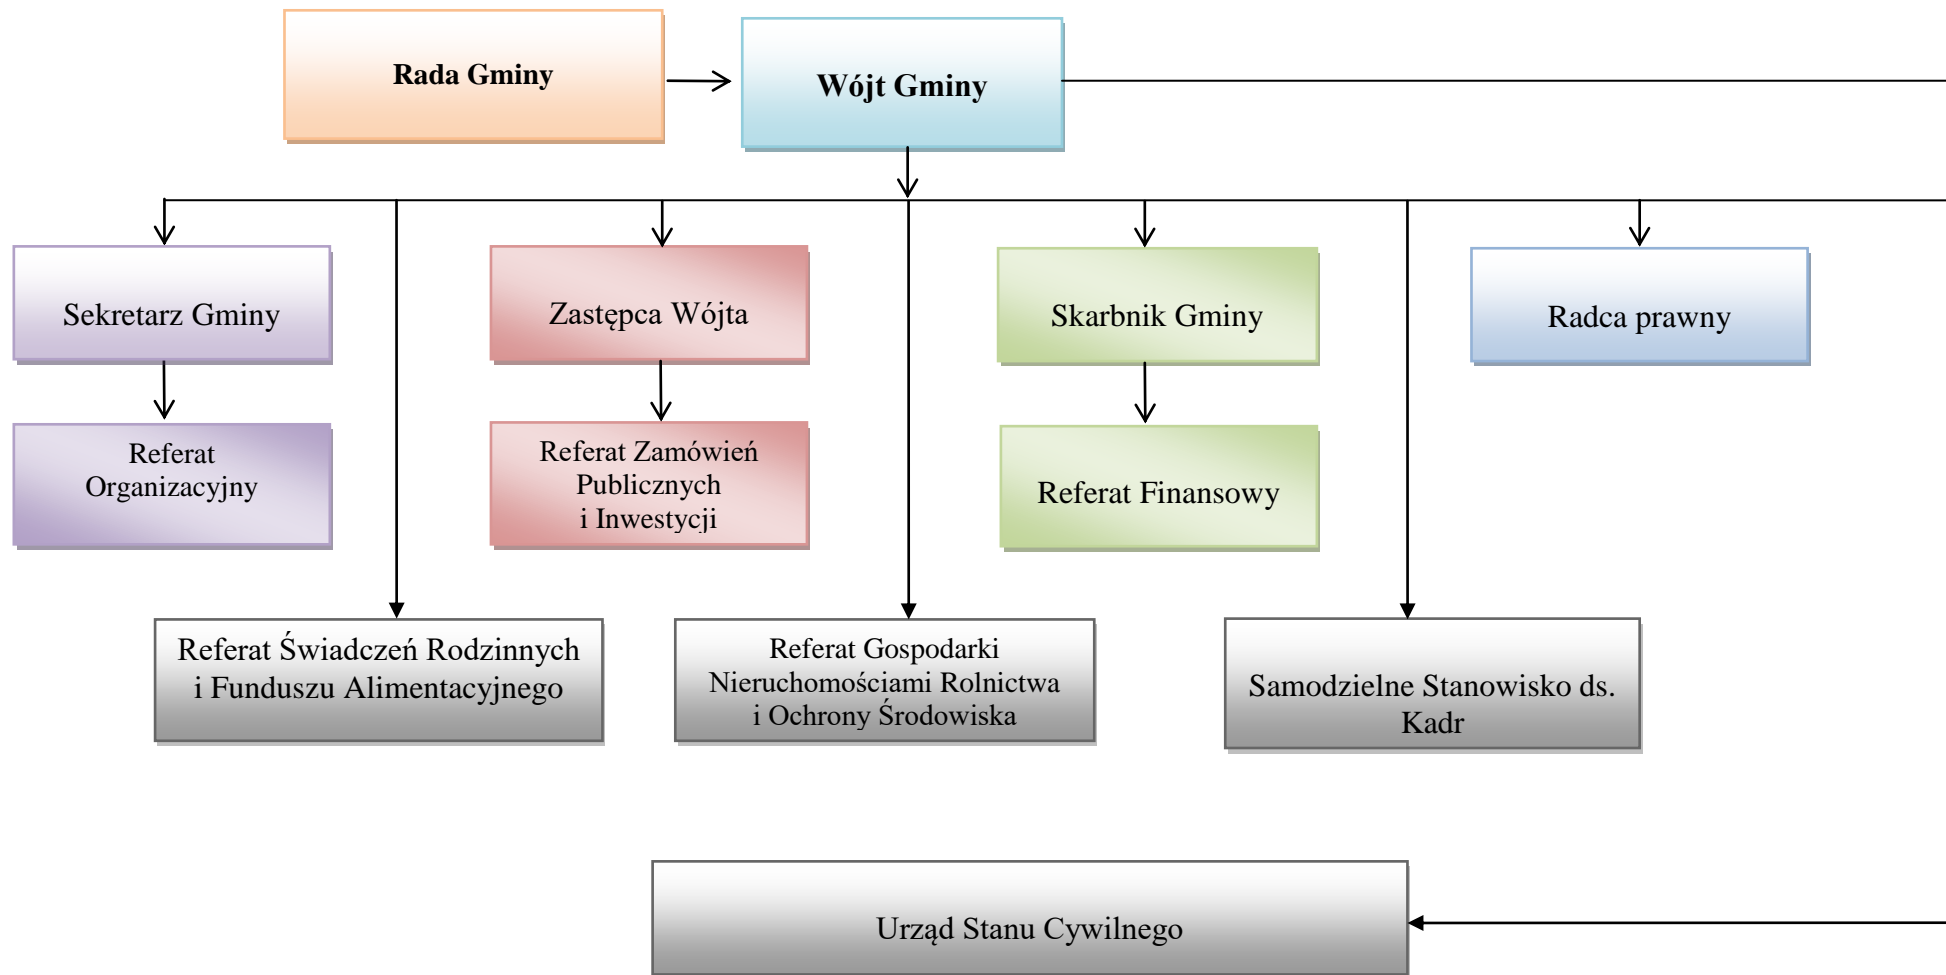 Rada Gminy
Wójt Gminy
Sekretarz Gminy
Zastępca Wójta
Skarbnik Gminy
Radca prawny
Referat
Organizacyjny
Referat Zamówień
Publicznych
i Inwestycji
Referat Finansowy
Referat Świadczeń Rodzinnych
i Funduszu Alimentacyjnego
Referat Gospodarki
Nieruchomościami Rolnictwa
i Ochrony Środowiska
Samodzielne Stanowisko ds.
Kadr
Urząd Stanu Cywilnego